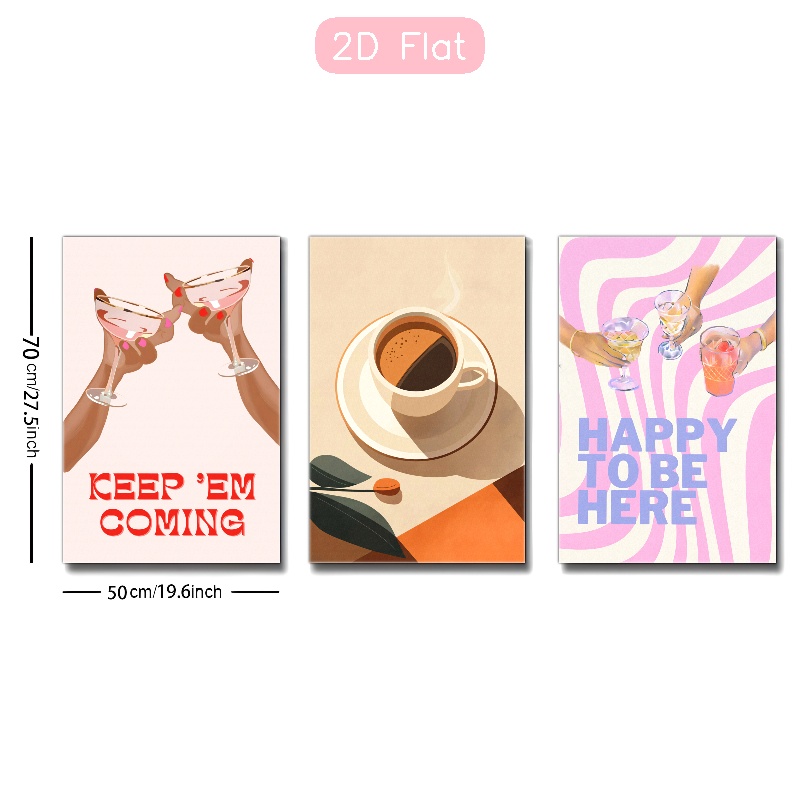 2D Flat
70cm/27.5inch
KEEP 'EM
COMING
HAPPY
TO BE
HERE
50cm/19.6inch